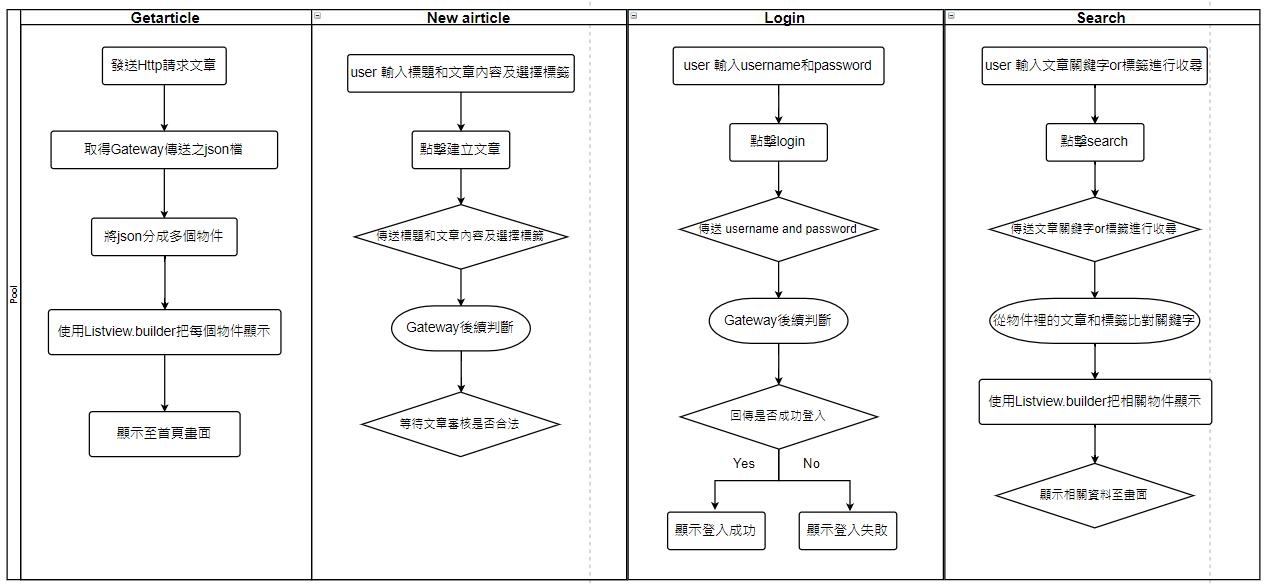 Pool
Getarticle
發送Http請求文章
取得Gateway傳送之json檔
將json分成多個物件
使用Listview.builder把每個物件顯示
顯示至首頁畫面
New airticle
user 輸入標題和文章內容及選擇標籤
點擊建立文章
傳送標題和文章內容及選擇標籤
Gateway後續判斷
等待文章審核是否合法
Login
user 輸入username和password
點擊login
傳送 username and password
Gateway後續判斷
回傳是否成功登入
Yes
No
顯示登入成功
顯示登入失敗
Search
user 輸入文章關鍵字or標籤進行收尋
點擊search
傳送文章關鍵字or標籤進行收尋
從物件裡的文章和標籤比對關鍵字
使用Listview.builder把相關物件顯示
顯示相關資料至畫面